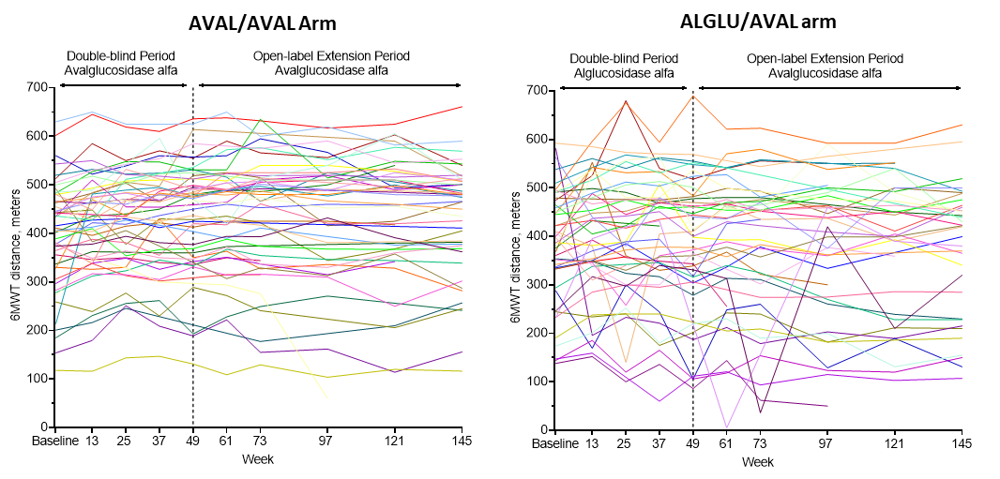 AVAL/AVAL Arm
Double-blind Period
Avalglucosidase alfa
Open-label Extension Period
Avalglucosidase alfa
6MWT distance, meters
700
600
500
400
300
200
100
0
Baseline 13 25 37 49 61 73 97 121 145
Week
ALGLU/AVAL arm
Double-blind Period
Alglucosidase alfa
Open-label Extension Period
Avalglucosidase alfa
6MWT distance, meters
700
600
500
400
300
200
100
0
Baseline 13 25 37 49 61 73 97 121 145
Week